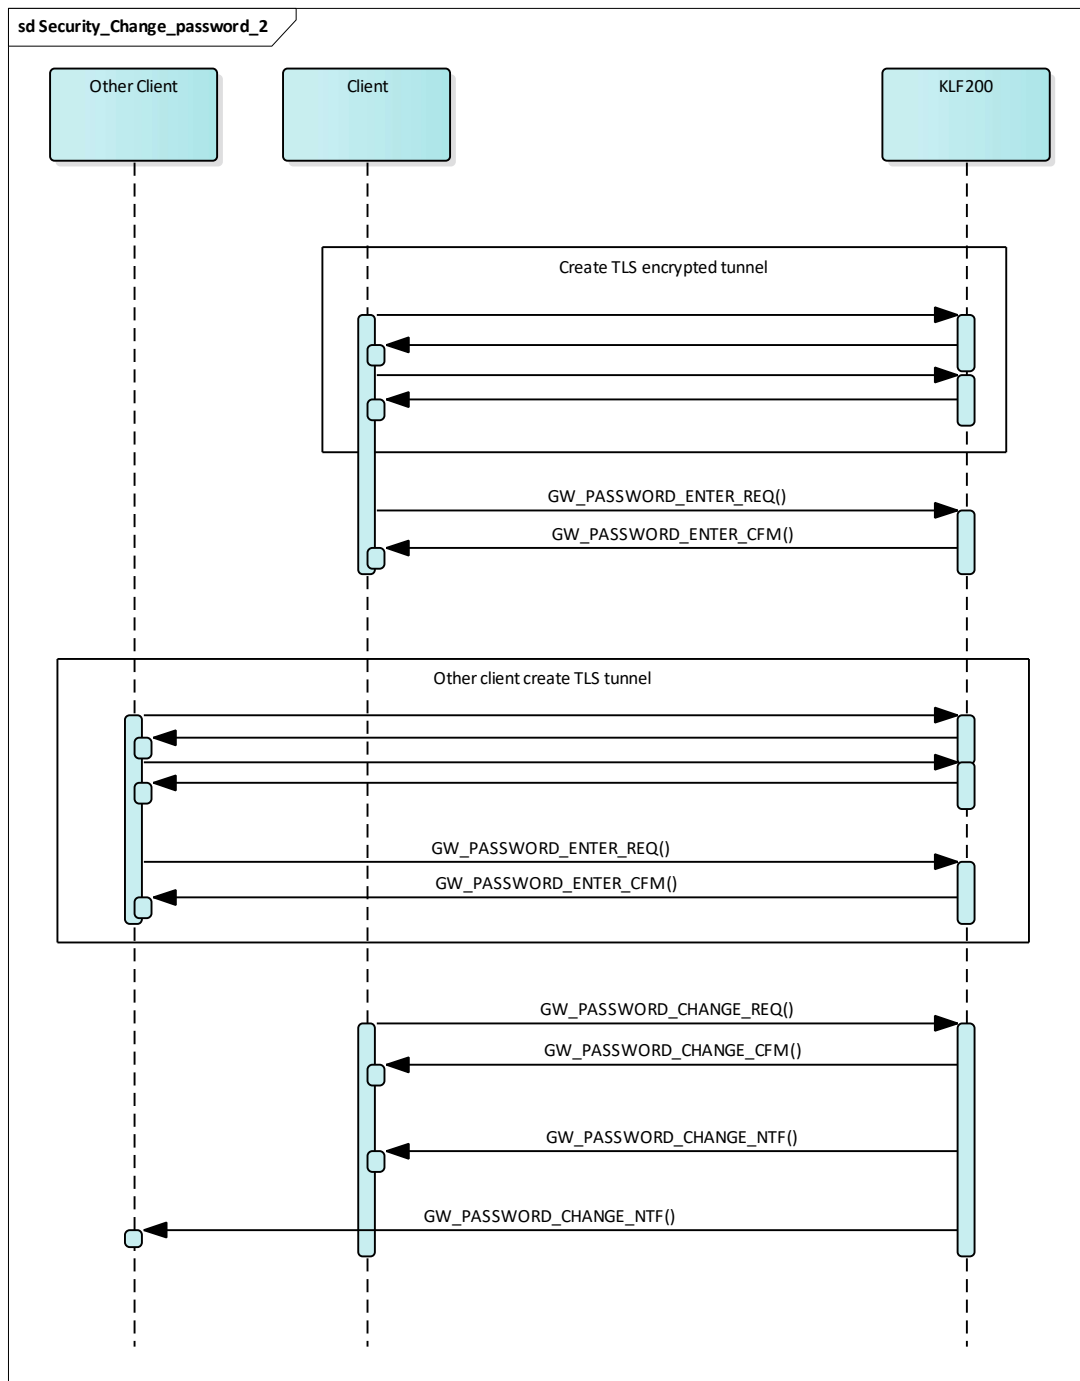 sd Security_Change_password_2
Other Client
Client
KLF200
Create TLS encrypted tunnel
GW_PASSWORD_ENTER_REQ()
GW_PASSWORD_ENTER_CFM()
Other client create TLS tunnel
GW_PASSWORD_ENTER_REQ()
GW_PASSWORD_ENTER_CFM()
GW_PASSWORD_CHANGE_REQ()
GW_PASSWORD_CHANGE_CFM()
GW_PASSWORD_CHANGE_NTF()
GW_PASSWORD_CHANGE_NTF()